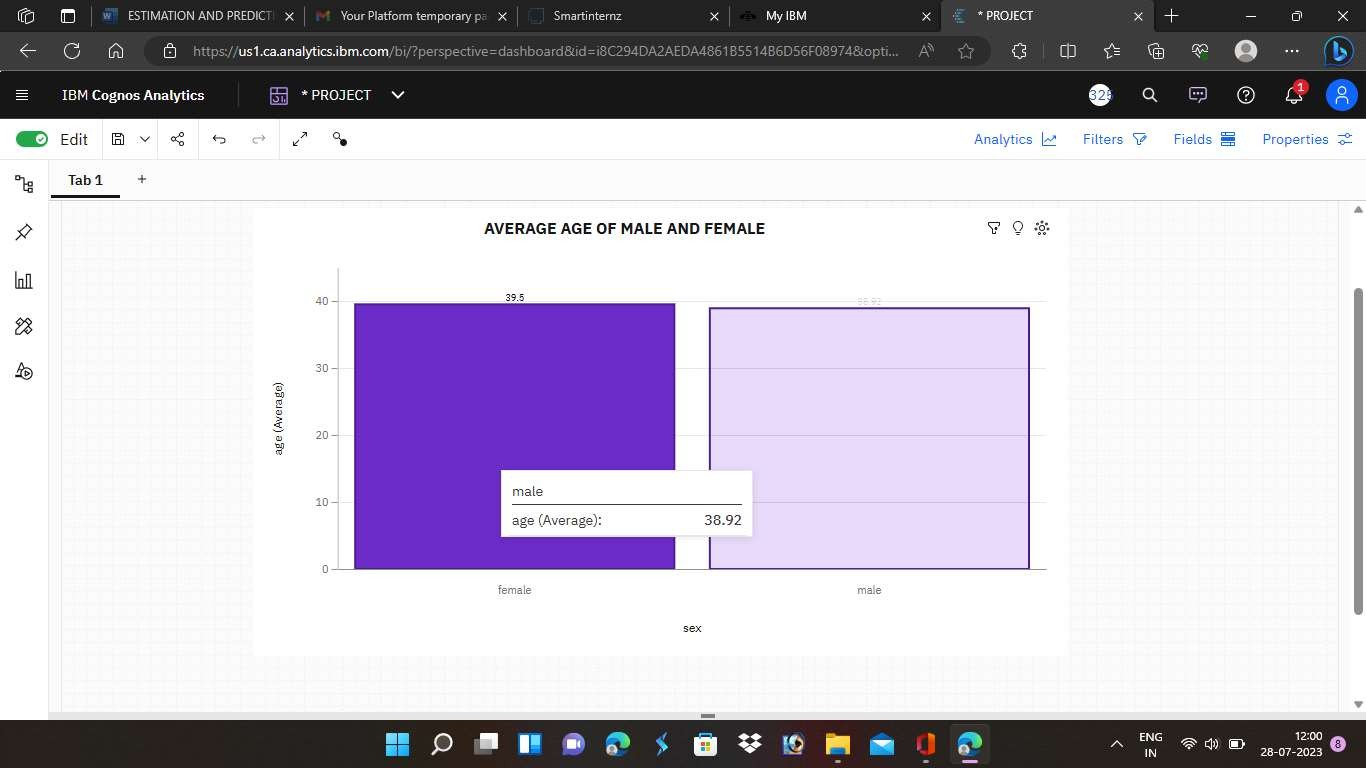 ESTIMATION AND PREDICTI
Your Platform temporary pa
Smartinternz
My IBM
* PROJECT
https://us1.ca.analytics.ibm.com/bi/?perspective=dashboard&id=i8C294DA2AEDA4861B5514B6D56F08974&opti...
IBM Cognos Analytics
* PROJECT
325
1
Edit
Analytics
Filters
Fields
Properties
Tab 1
AVERAGE AGE OF MALE AND FEMALE
40
39.5
38.92
30
20
10
0
age (Average)
male
age (Average): 38.92
female
male
sex
ENG
IN
12:00
28-07-2023
8